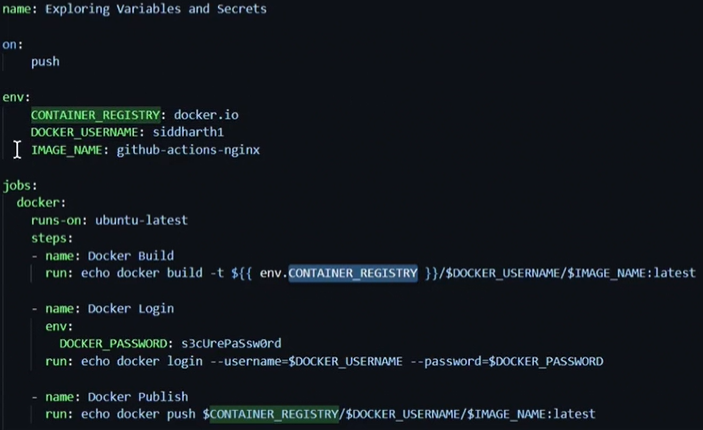 name: Exploring Variables and Secrets
on:
push
env:
CONTAINER_REGISTRY: docker.io
DOCKER_USERNAME: siddharth1
IMAGE_NAME: github-actions-nginx
jobs:
docker:
runs-on: ubuntu-latest
steps:
- name: Docker Build
run: echo docker build -t ${{ env.CONTAINER_REGISTRY }}/$DOCKER_USERNAME/$IMAGE_NAME:latest
- name: Docker Login
env:
DOCKER_PASSWORD: s3cUrePaSsw0rd
run: echo docker login --username=$DOCKER_USERNAME --password=$DOCKER_PASSWORD
- name: Docker Publish
run: echo docker push $CONTAINER_REGISTRY/$DOCKER_USERNAME/$IMAGE_NAME:latest